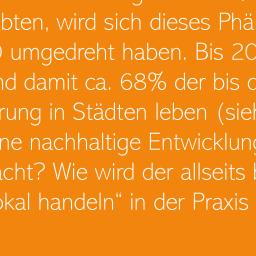 bten, wird sich dieses Phä
umgedreht haben. Bis 20
nd damit ca. 68% der bis d
rung in Städten leben (sieh
ne nachhaltige Entwicklung
acht? Wie wird der allseits b
okal handeln“ in der Praxis